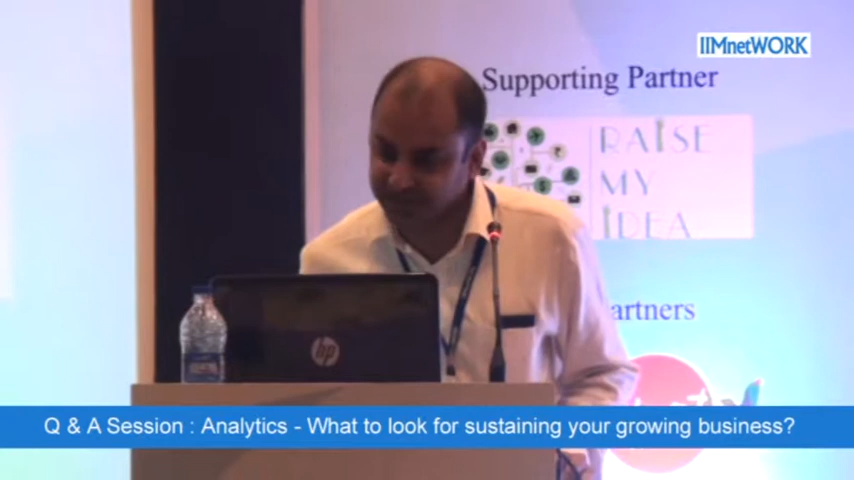 IIMnetWORK
Supporting Partner
RAISE
MY
IDEA
artners
hp
Q & A Session : Analytics - What to look for sustaining your growing business?